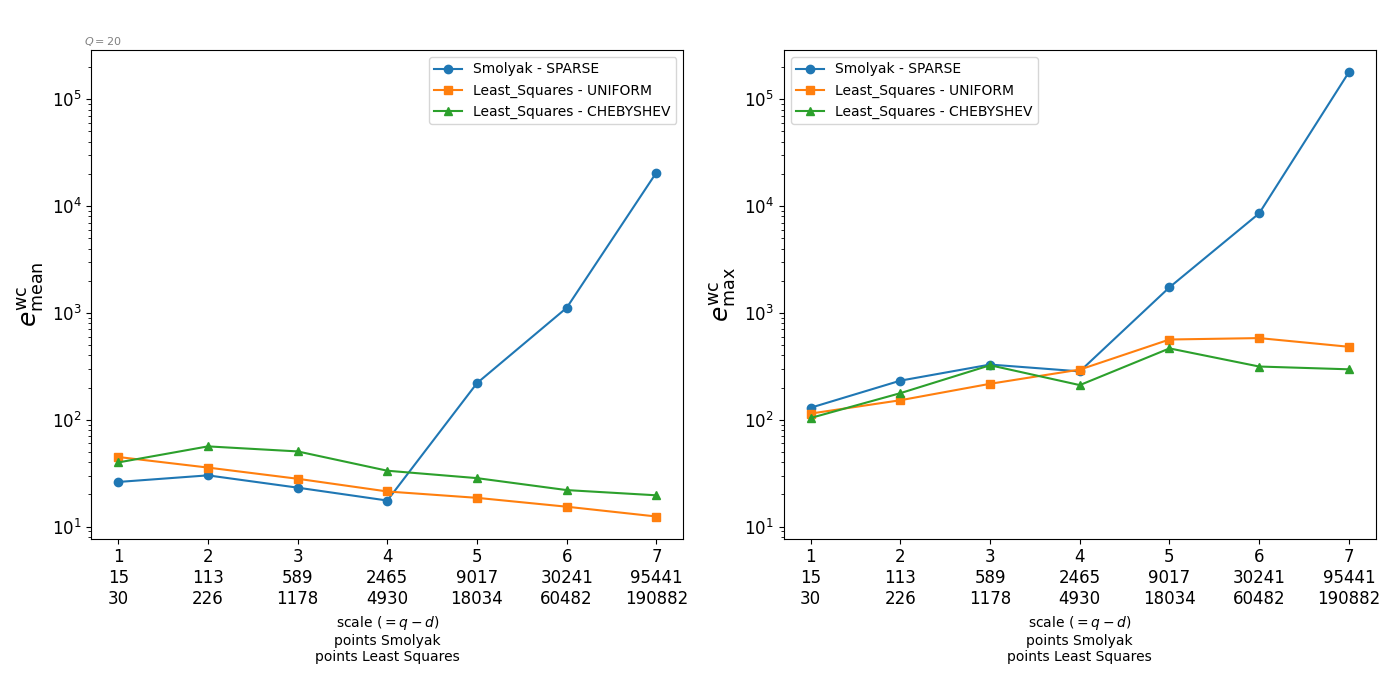 Q = 20
Smolyak - SPARSE
Least_Squares - UNIFORM
Least_Squares - CHEBYSHEV
10^5
10^4
10^3
10^2
10^1
e^wc_mean
1 2 3 4 5 6 7
15 113 589 2465 9017 30241 95441
30 226 1178 4930 18034 60482 190882
scale (= q − d)
points Smolyak
points Least Squares
Smolyak - SPARSE
Least_Squares - UNIFORM
Least_Squares - CHEBYSHEV
10^5
10^4
10^3
10^2
10^1
e^wc_max
1 2 3 4 5 6 7
15 113 589 2465 9017 30241 95441
30 226 1178 4930 18034 60482 190882
scale (= q − d)
points Smolyak
points Least Squares